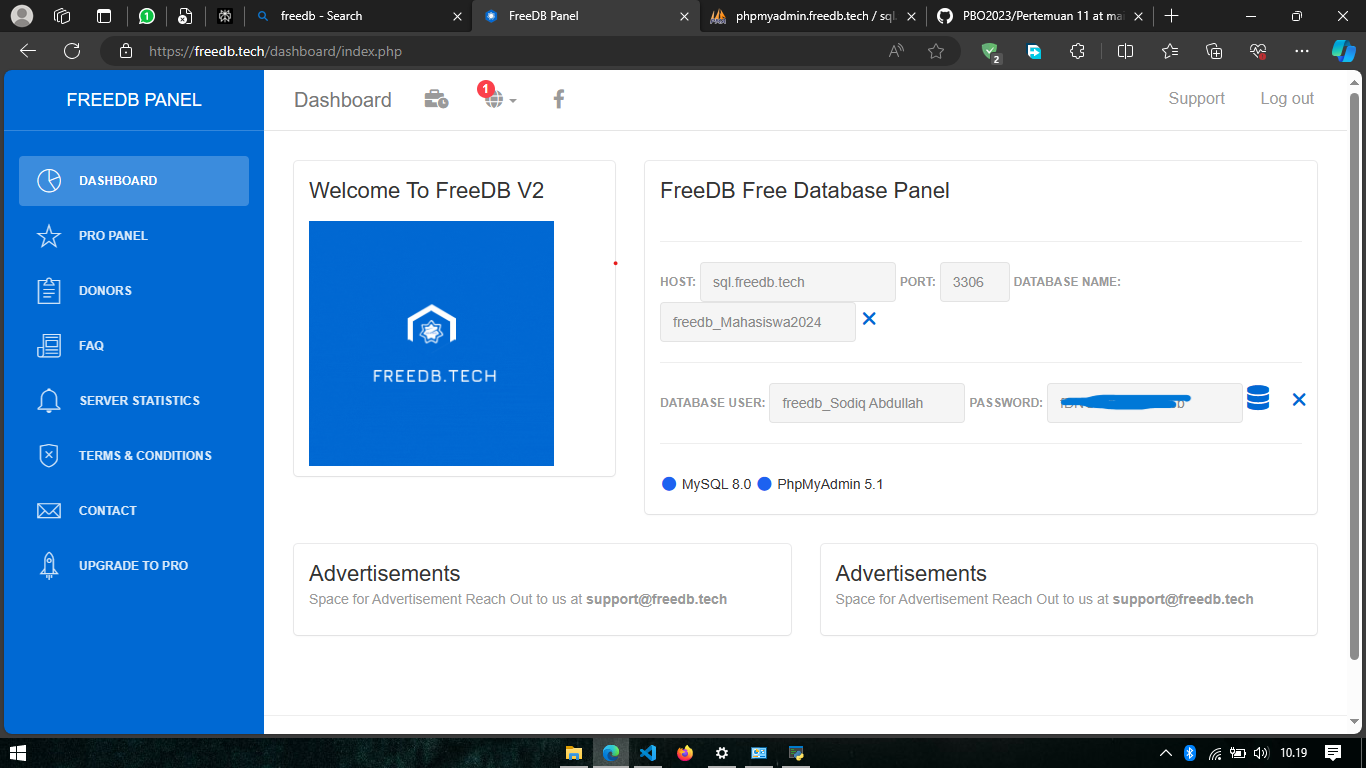 freedb - Search
FreeDB Panel
phpmyadmin.freedb.tech / sql.
PBO2023/Pertemuan 11 at mai
https://freedb.tech/dashboard/index.php
2
FREEDB PANEL
Dashboard
1
Support
Log out
DASHBOARD
PRO PANEL
DONORS
FAQ
SERVER STATISTICS
TERMS & CONDITIONS
CONTACT
UPGRADE TO PRO
Welcome To FreeDB V2
FREEDB.TECH
FreeDB Free Database Panel
HOST: sql.freedb.tech PORT: 3306 DATABASE NAME:
freedb_Mahasiswa2024
DATABASE USER: freedb_Sodiq Abdullah PASSWORD:
MySQL 8.0 PhpMyAdmin 5.1
Advertisements
Space for Advertisement Reach Out to us at support@freedb.tech
Advertisements
Space for Advertisement Reach Out to us at support@freedb.tech
10.19